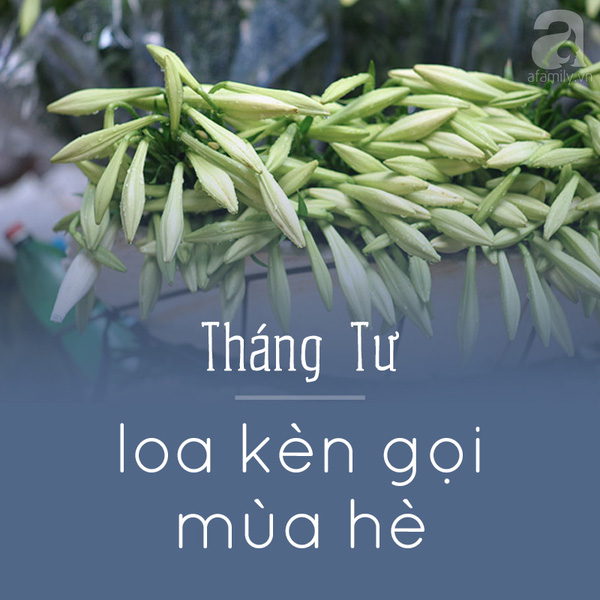 a
afamily.vn
Tháng Tư
loa kèn gọi
mùa hè